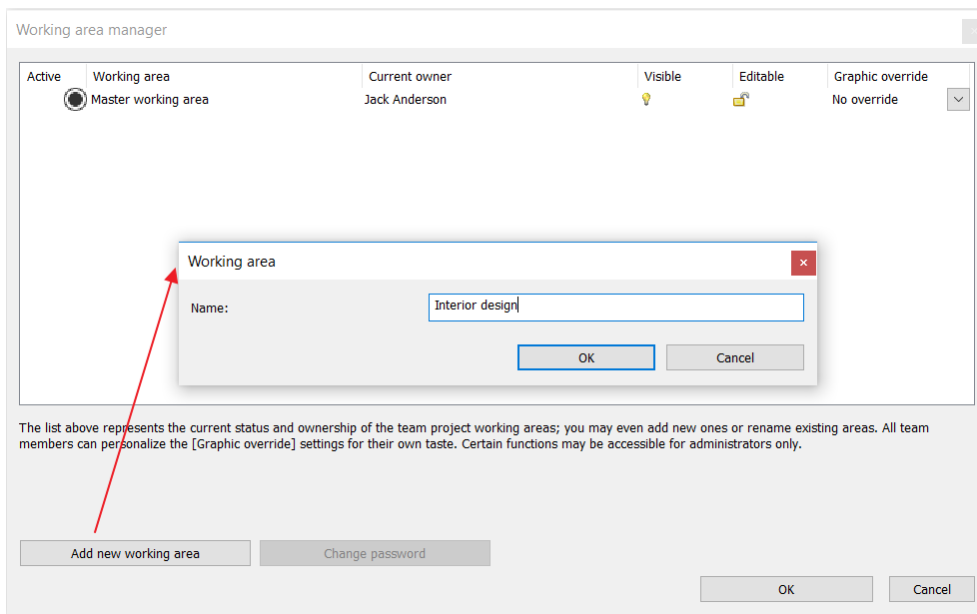 Working area manager
Active Working area Current owner Visible Editable Graphic override
Master working area Jack Anderson No override
Working area
Name: Interior design
OK Cancel
The list above represents the current status and ownership of the team project working areas; you may even add new ones or rename existing areas. All team
members can personalize the [Graphic override] settings for their own taste. Certain functions may be accessible for administrators only.
Add new working area Change password
OK Cancel